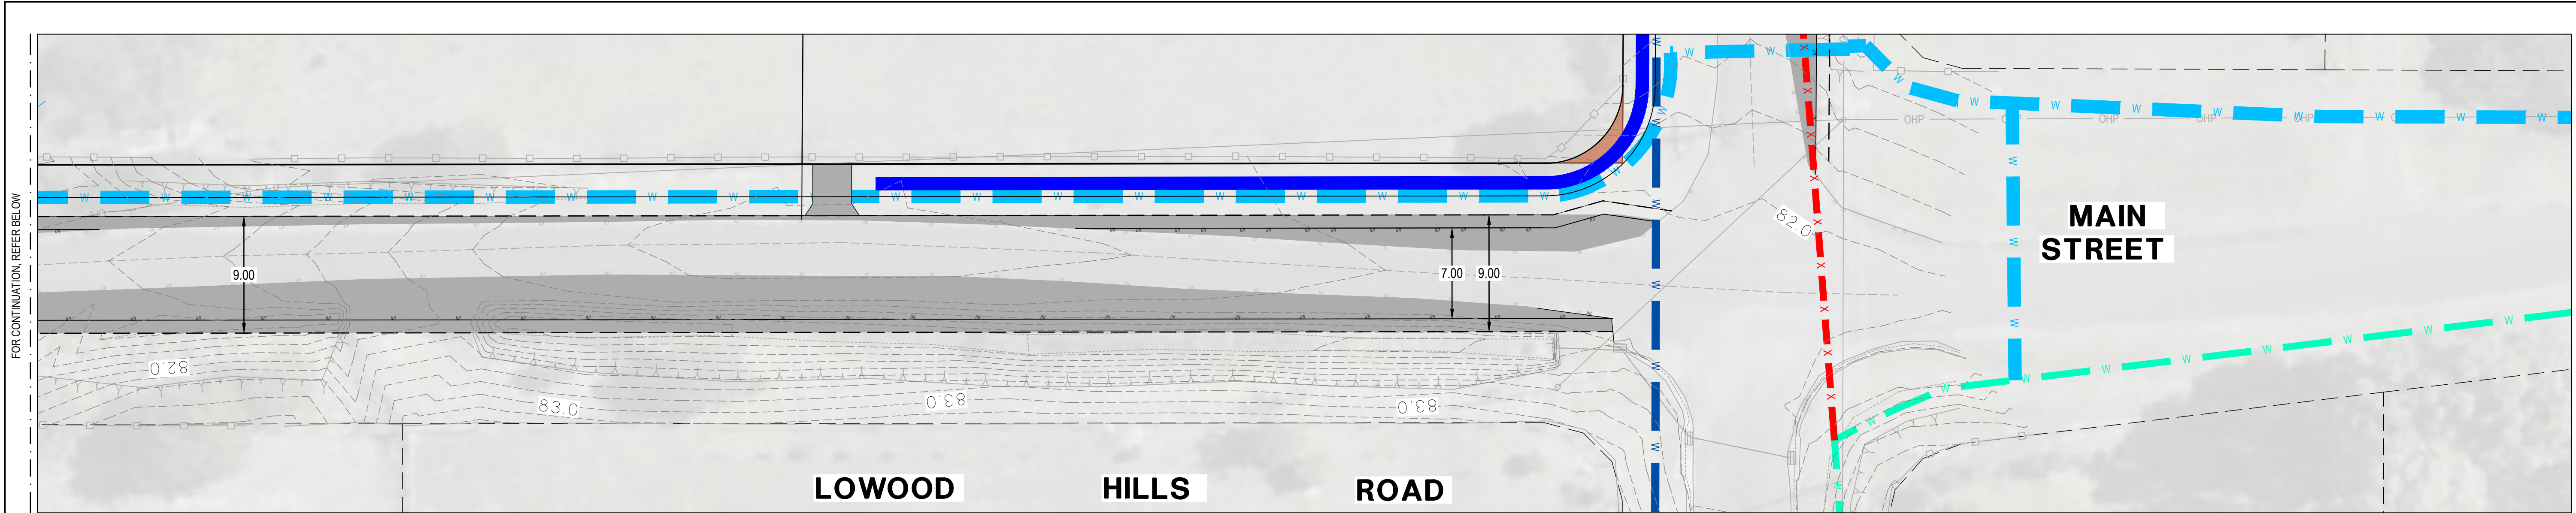 FOR CONTINUATION, REFER BELOW
W W W W W W W W W W W W W W W W
9.00
7.00 9.00
82.0
83.0
83.0
83.0
82.0
LOWOOD HILLS ROAD
MAIN
STREET
W W W W W W W W W W W
OHP OHP OHP OHP
X X X X X X X X X
W W W W W W
W W W W
W W W W W W W W W W